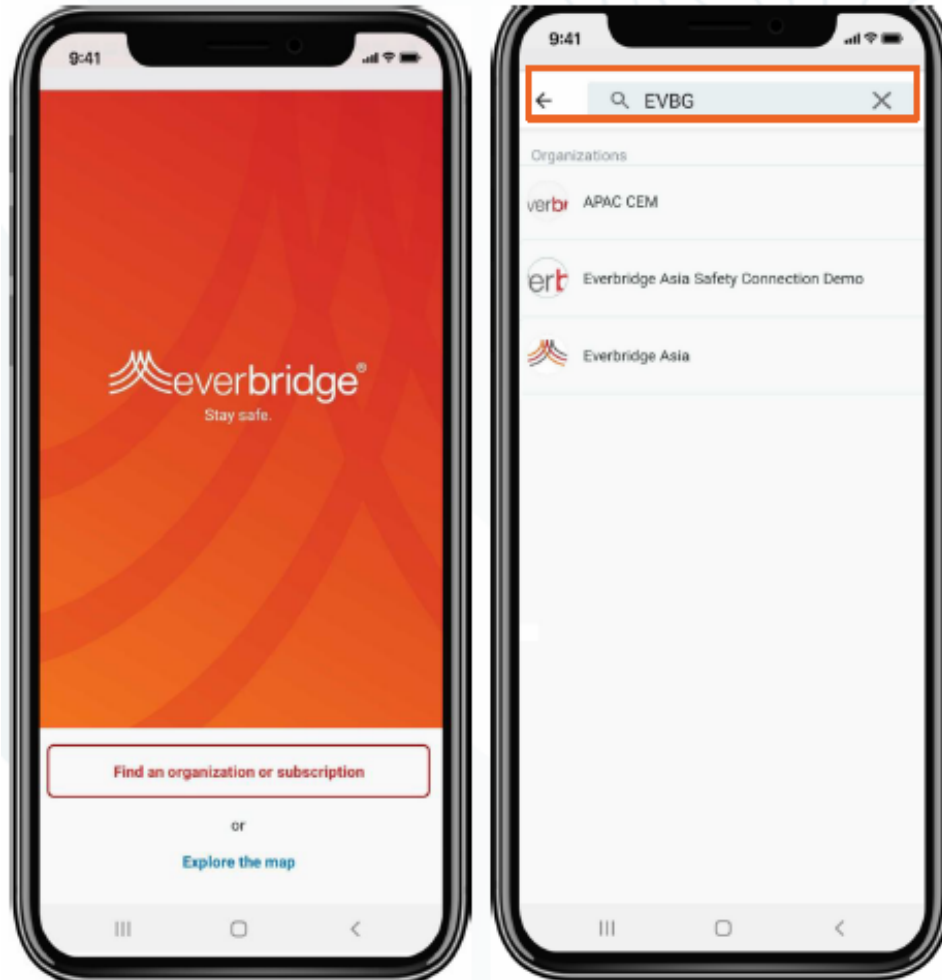 9:41
everbridge®
Stay safe.
Find an organization or subscription
or
Explore the map
9:41
EVBG
Organizations
verbr
APAC CEM
erb
Everbridge Asia Safety Connection Demo
Everbridge Asia